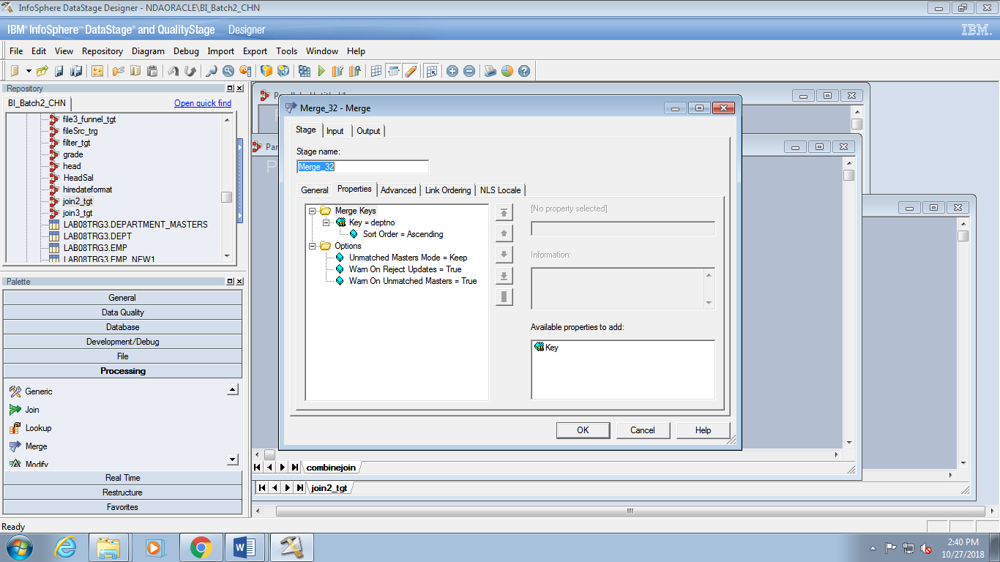 InfoSphere DataStage Designer - NDAORACLE\BI_Batch2_CHN
IBM® InfoSphere™ DataStage® and QualityStage Designer
IBM.
File Edit View Repository Diagram Debug Import Export Tools Window Help
Repository
BI_Batch2_CHN
Open quick find
file3_funnel_tgt
fileSrc_trg
filter_tgt
grade
head
HeadSal
hiredateformat
join2_tgt
join3_tgt
LAB08TRG3.DEPARTMENT_MASTERS
LAB08TRG3.DEPT
LAB08TRG3.EMP
LAB08TRG3.EMP_NEW1
Palette
General
Data Quality
Database
Development/Debug
File
Processing
Generic
Join
Lookup
Merge
Modify
Real Time
Restructure
Favorites
Par
Merge_32 - Merge
Stage Input Output
Stage name:
Merge_32
General Properties Advanced Link Ordering NLS Locale
Merge Keys
Key = deptno
Sort Order = Ascending
Options
Unmatched Masters Mode = Keep
Warn On Reject Updates = True
Warn On Unmatched Masters = True
[No property selected]
Information:
Available properties to add:
Key
OK Cancel Help
combinejoin
join2_tgt
Ready
2:40 PM
10/27/2018